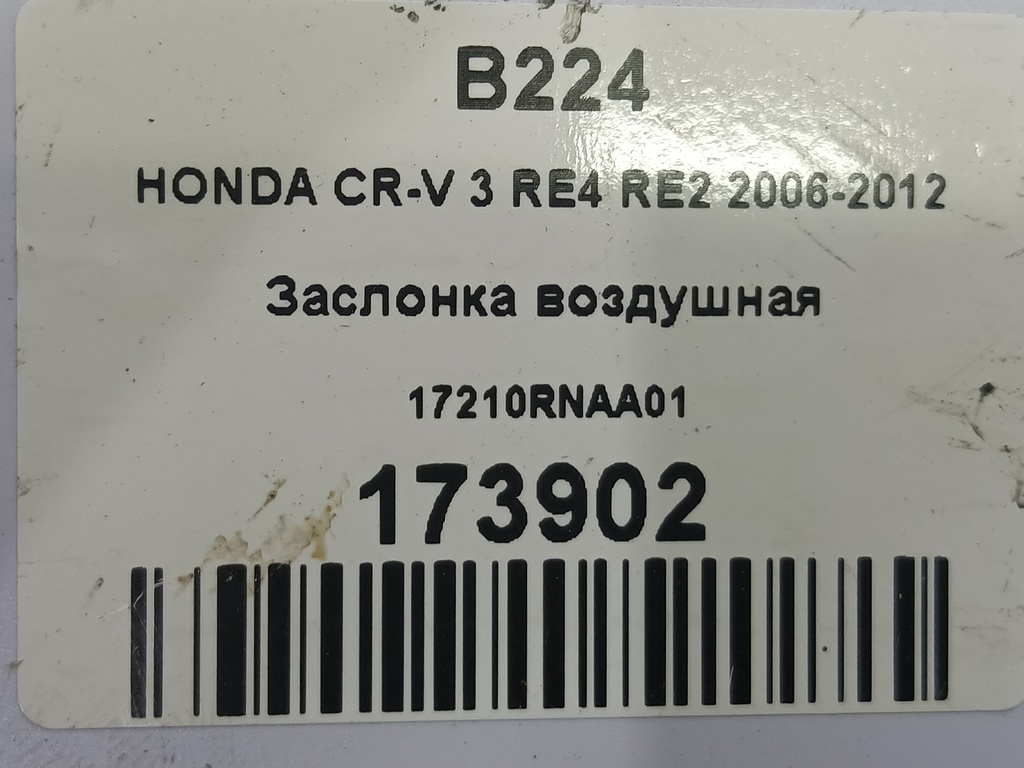 B224
HONDA CR-V 3 RE4 RE2 2006-2012
Заслонка воздушная
17210RNAA01
173902